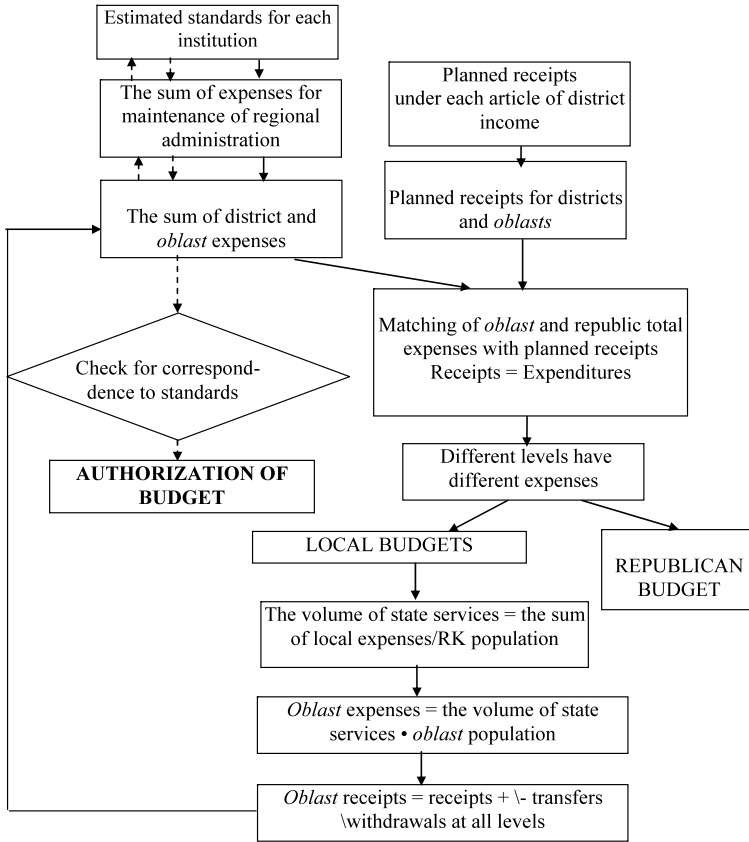 Estimated standards for each
institution
The sum of expenses for
maintenance of regional
administration
The sum of district and
oblast expenses
Check for correspond-
dence to standards
AUTHORIZATION OF
BUDGET
Planned receipts
under each article of district
income
Planned receipts for districts
and oblasts
Matching of oblast and republic total
expenses with planned receipts
Receipts = Expenditures
Different levels have
different expenses
LOCAL BUDGETS
REPUBLICAN
BUDGET
The volume of state services = the sum
of local expenses/RK population
Oblast expenses = the volume of state
services • oblast population
Oblast receipts = receipts + \- transfers
\withdrawals at all levels